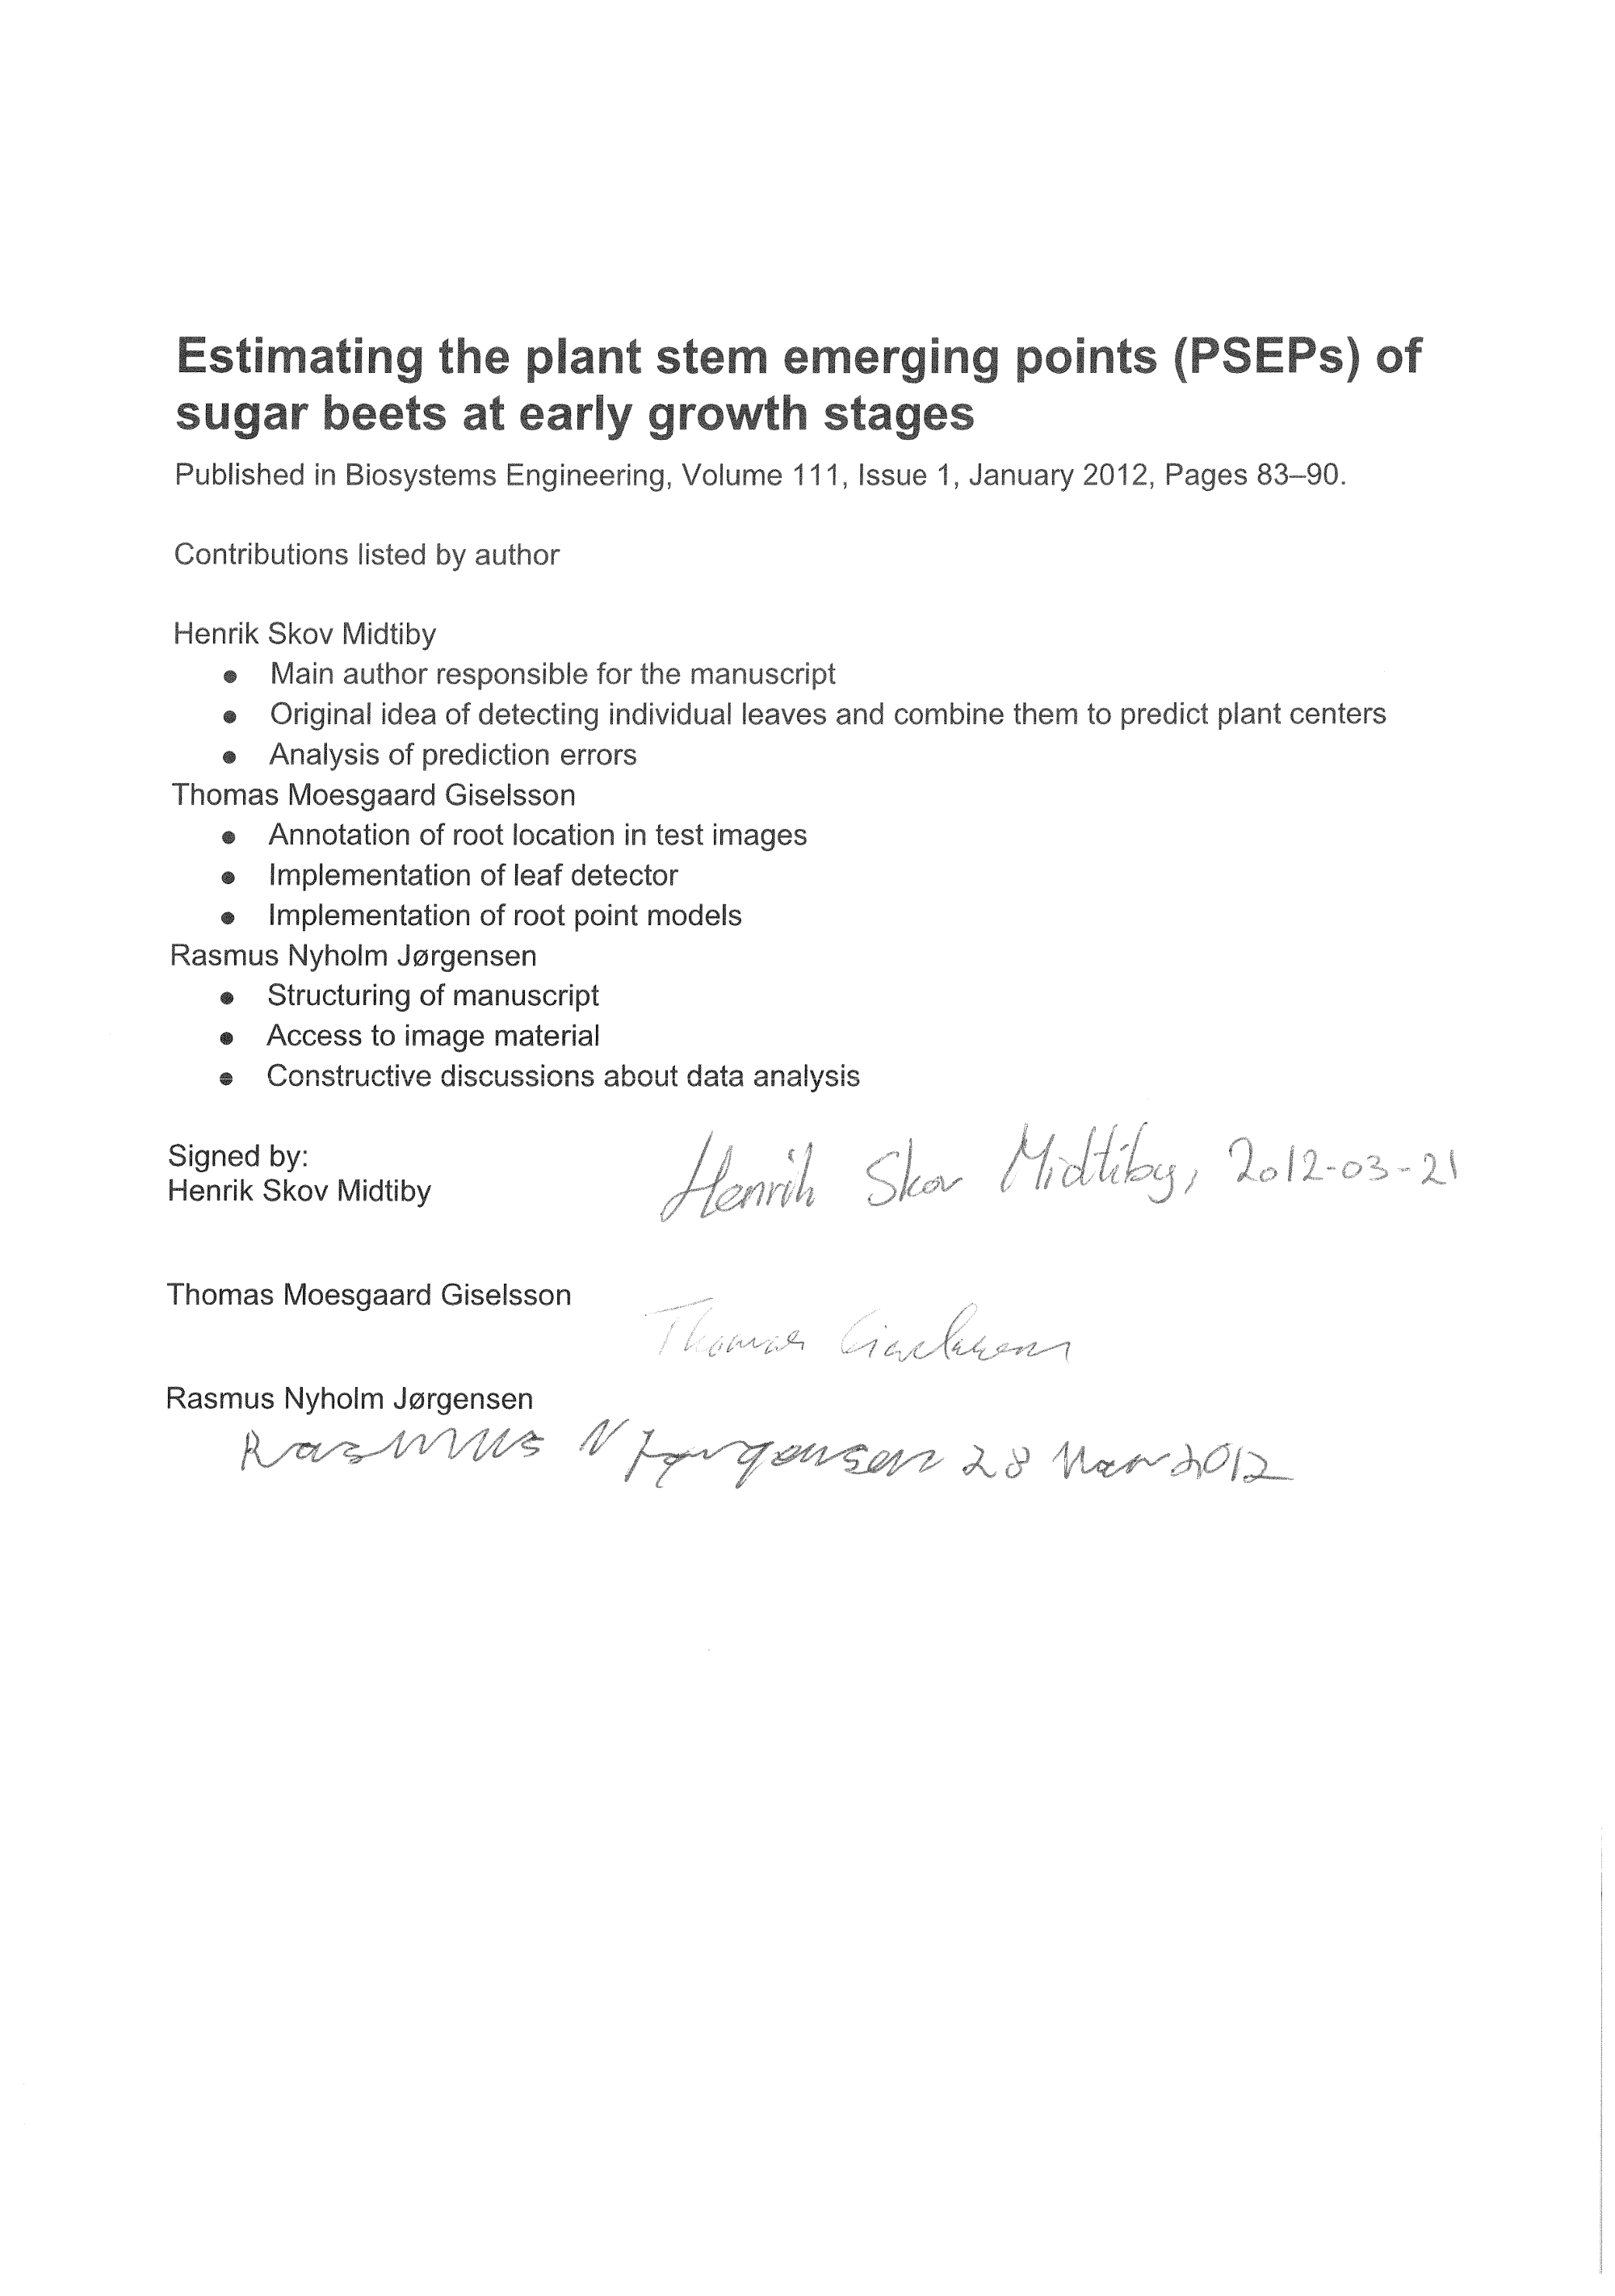 Estimating the plant stem emerging points (PSEPs) of
sugar beets at early growth stages
Published in Biosystems Engineering, Volume 111, Issue 1, January 2012, Pages 83–90.
Contributions listed by author
Henrik Skov Midtiby
● Main author responsible for the manuscript
● Original idea of detecting individual leaves and combine them to predict plant centers
● Analysis of prediction errors
Thomas Moesgaard Giselsson
● Annotation of root location in test images
● Implementation of leaf detector
● Implementation of root point models
Rasmus Nyholm Jørgensen
● Structuring of manuscript
● Access to image material
● Constructive discussions about data analysis
Signed by:
Henrik Skov Midtiby
Henrik Skov Midtiby, 2012-03-21
Thomas Moesgaard Giselsson
Thomas Giselsson
Rasmus Nyholm Jørgensen
Rasmus N Jørgensen 28 Mar 2012